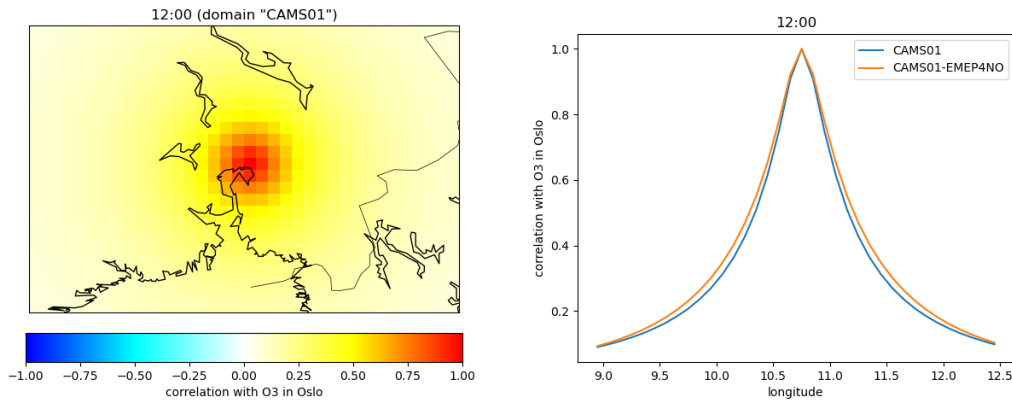 12:00 (domain "CAMS01")
−1.00 −0.75 −0.50 −0.25 0.00 0.25 0.50 0.75 1.00
correlation with O3 in Oslo
12:00
CAMS01
CAMS01-EMEP4NO
1.0
0.8
0.6
0.4
0.2
correlation with O3 in Oslo
9.0 9.5 10.0 10.5 11.0 11.5 12.0 12.5
longitude